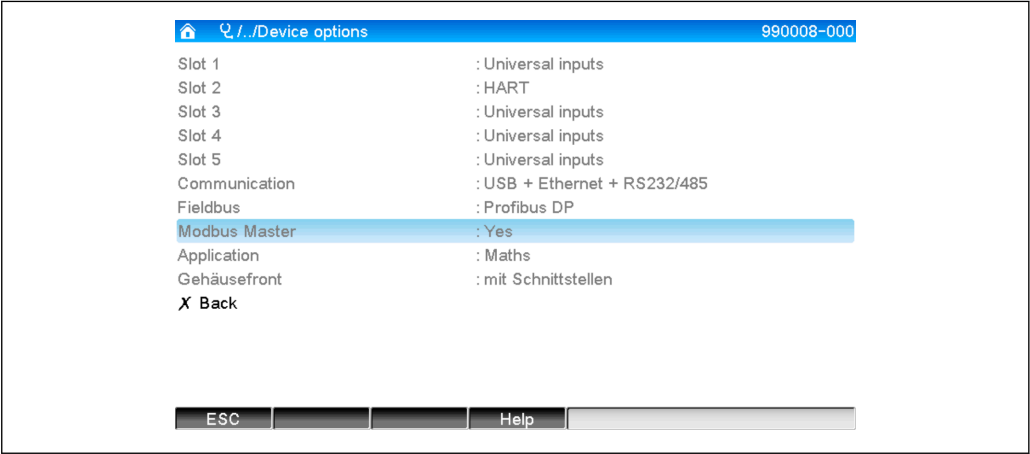 /../Device options 990008-000
Slot 1 : Universal inputs
Slot 2 : HART
Slot 3 : Universal inputs
Slot 4 : Universal inputs
Slot 5 : Universal inputs
Communication : USB + Ethernet + RS232/485
Fieldbus : Profibus DP
Modbus Master : Yes
Application : Maths
Gehäusefront : mit Schnittstellen
X Back
ESC Help